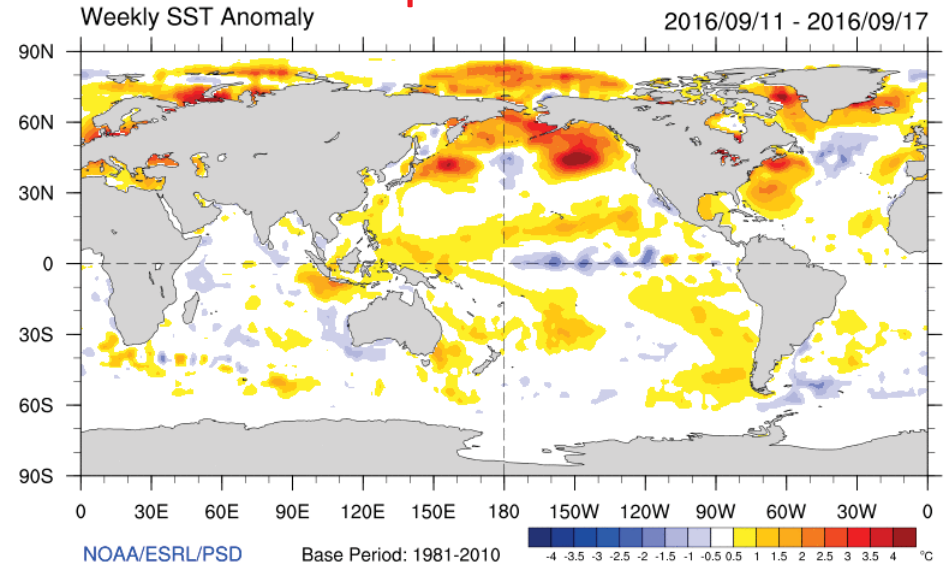 Weekly SST Anomaly 2016/09/11 - 2016/09/17
90N
60N
30N
0
30S
60S
90S
0 30E 60E 90E 120E 150E 180 150W 120W 90W 60W 30W 0
NOAA/ESRL/PSD Base Period: 1981-2010
-4 -3.5 -3 -2.5 -2 -1.5 -1 -0.5 0.5 1 1.5 2 2.5 3 3.5 4 °C